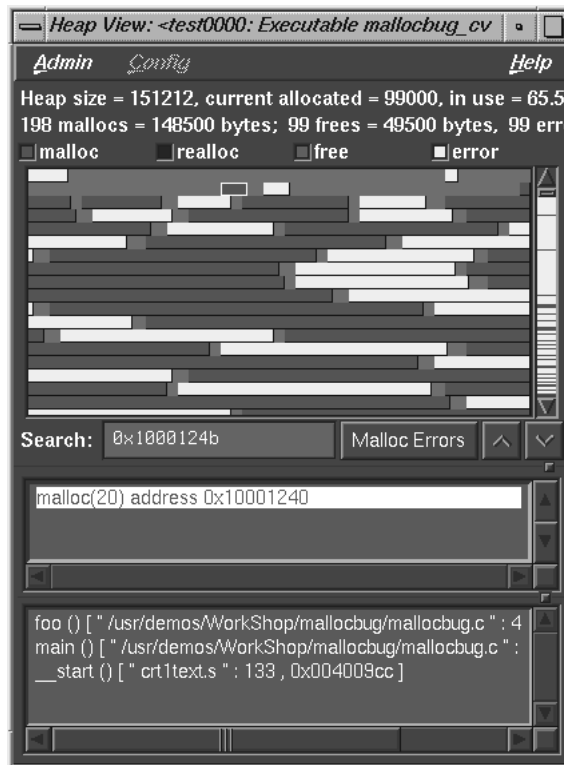 Heap View: <test0000: Executable mallocbug_cv
Admin Config Help
Heap size = 151212, current allocated = 99000, in use = 65.5
198 mallocs = 148500 bytes; 99 frees = 49500 bytes, 99 err
malloc realloc free error
Search: 0x1000124b Malloc Errors
malloc(20) address 0x10001240
foo () [ " /usr/demos/WorkShop/mallocbug/mallocbug.c " : 4
main () [ " /usr/demos/WorkShop/mallocbug/mallocbug.c " :
__start () [ " crt1text.s " : 133 , 0x004009cc ]